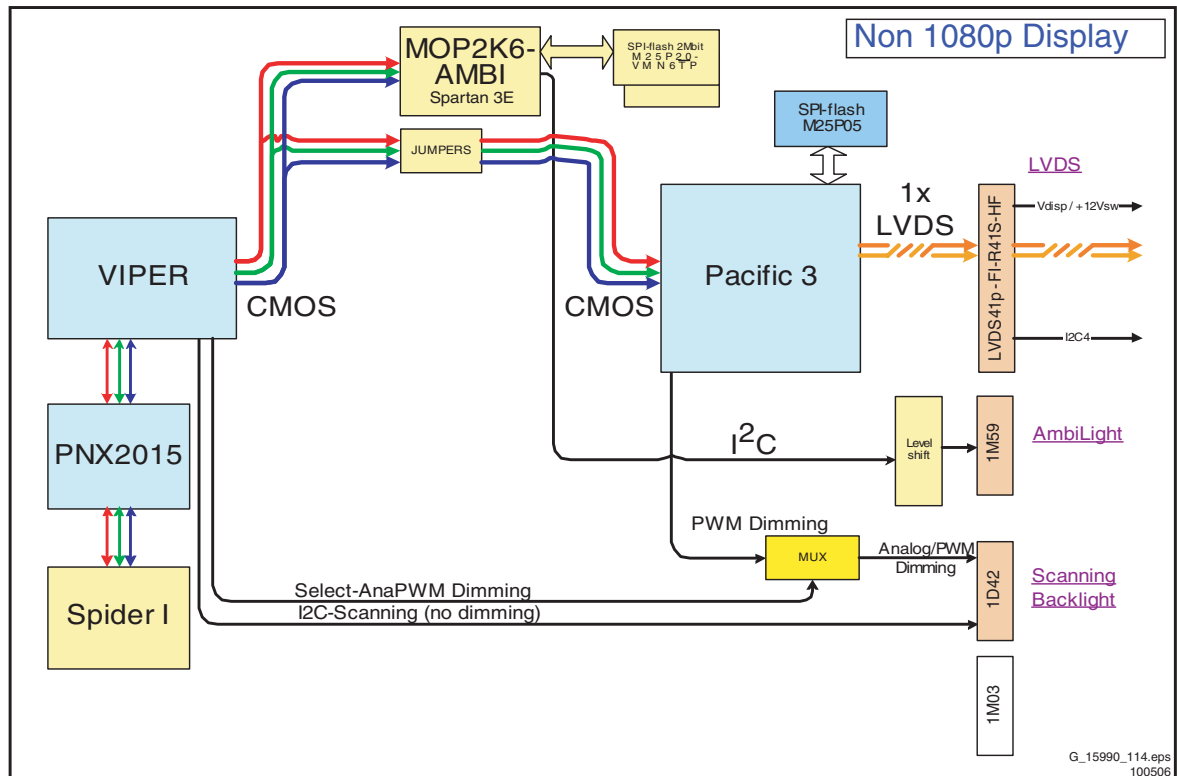 Non 1080p Display
MOP2K6-
AMBI
Spartan 3E
SPI-flash 2Mbit
M25P20-
VMN6TP
SPI-flash
M25P05
JUMPERS
LVDS
1x
LVDS
LVDS41p - FI-R41S-HF
Vdisp / +12Vsw
VIPER
CMOS
CMOS
Pacific 3
I2C4
PNX2015
I²C
Level
shift
1M59
AmbiLight
PWM Dimming
MUX
Analog/PWM
Dimming
Spider I
Select-AnaPWM Dimming
I2C-Scanning (no dimming)
1D42
Scanning
Backlight
1M03
G_15990_114.eps
100506